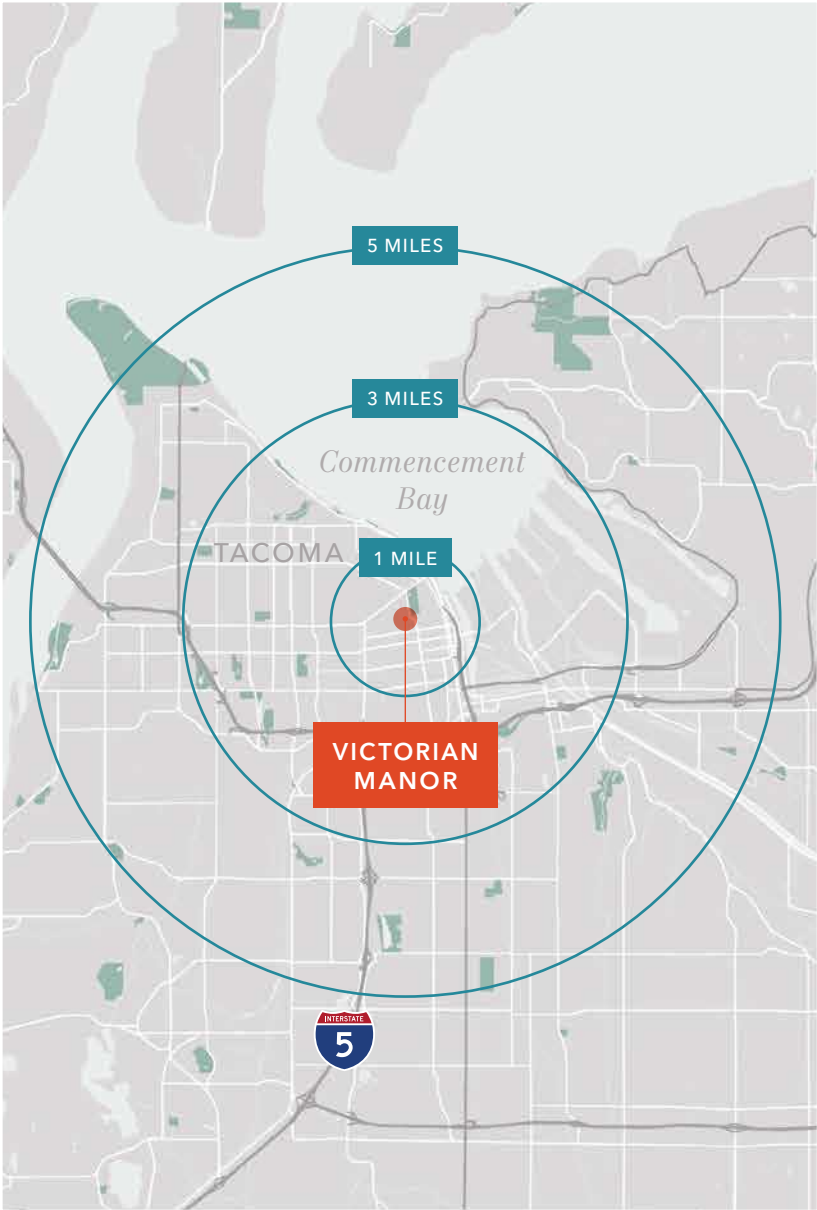 5 MILES
3 MILES
Commencement
Bay
TACOMA
1 MILE
VICTORIAN
MANOR
INTERSTATE
5